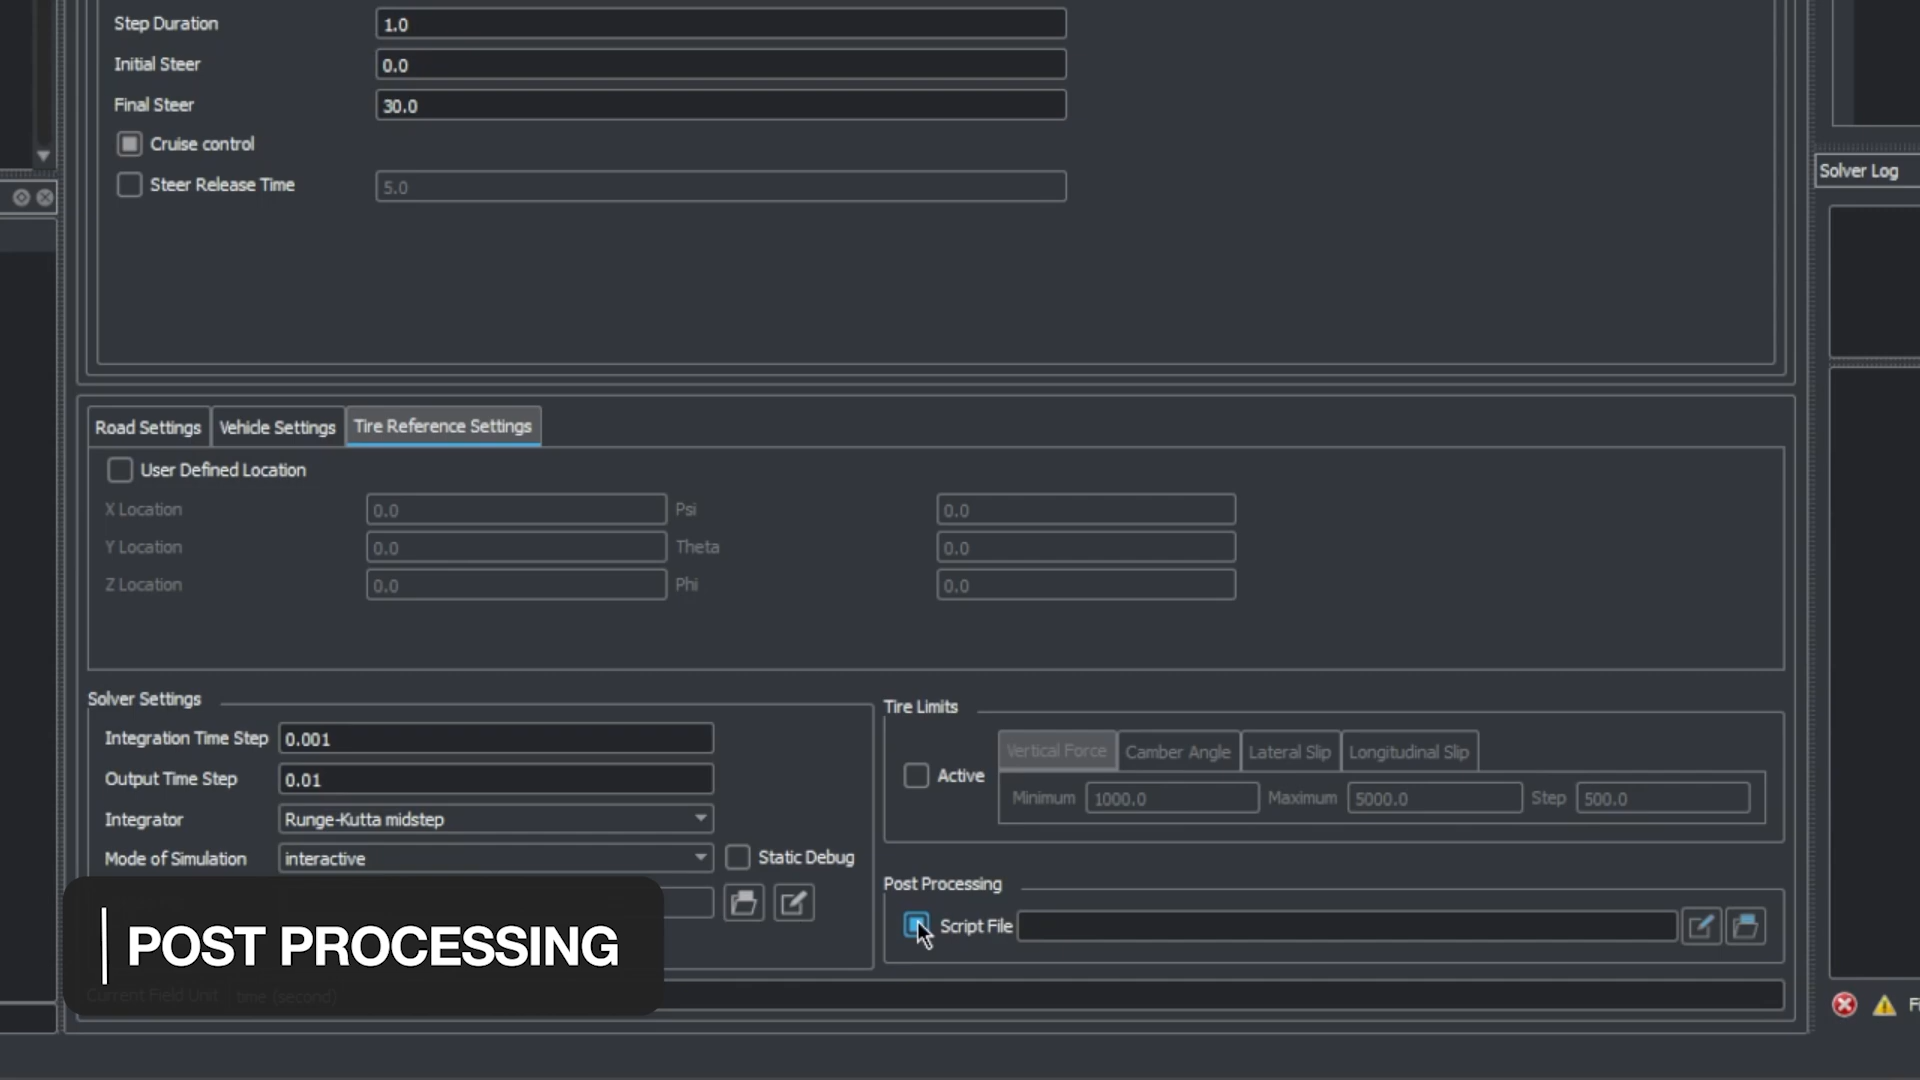 Step Duration 1.0
Initial Steer 0.0
Final Steer 30.0
Cruise control
Steer Release Time 5.0
Solver Log
Road Settings Vehicle Settings Tire Reference Settings
User Defined Location
X Location 0.0 Psi 0.0
Y Location 0.0 Theta 0.0
Z Location 0.0 Phi 0.0
Solver Settings
Integration Time Step 0.001
Output Time Step 0.01
Integrator Runge-Kutta midstep
Mode of Simulation interactive Static Debug
Tire Limits
Vertical Force Camber Angle Lateral Slip Longitudinal Slip
Active
Minimum 1000.0 Maximum 5000.0 Step 500.0
Post Processing
Script File
POST PROCESSING
Current Field Unit time (second)